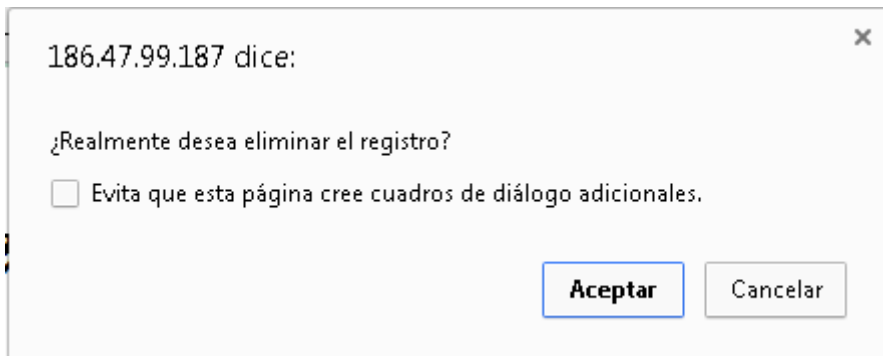 186.47.99.187 dice:
¿Realmente desea eliminar el registro?
Evita que esta página cree cuadros de diálogo adicionales.
Aceptar Cancelar